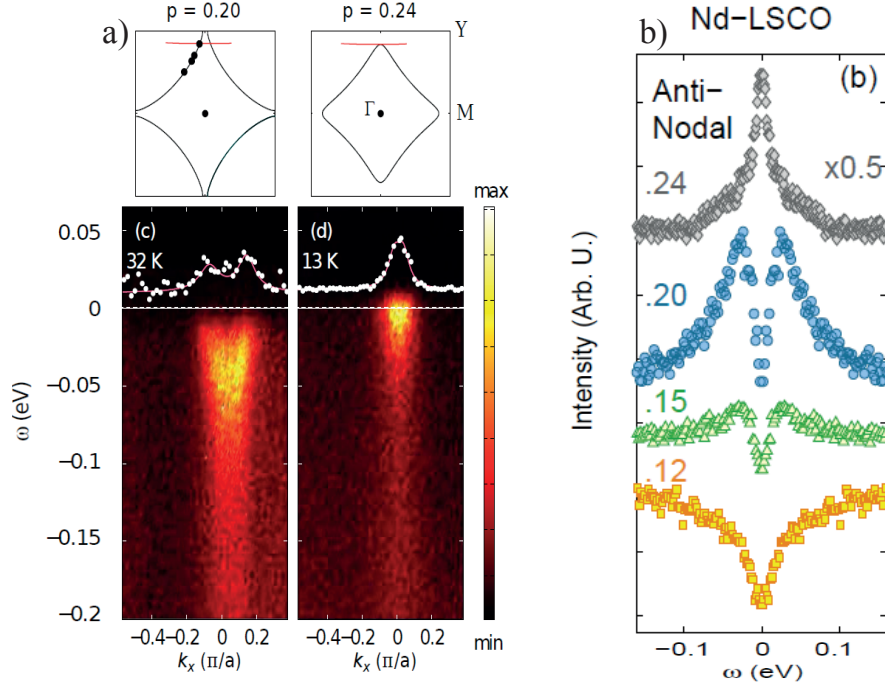 a)
p = 0.20
p = 0.24
Y
Γ
M
max
0.05
0
−0.05
−0.1
−0.15
−0.2
ω (eV)
(c)
32 K
(d)
13 K
min
−0.4 −0.2 0 0.2
−0.4 −0.2 0 0.2
kx (π/a)
kx (π/a)
b)
Nd−LSCO
(b)
Anti−
Nodal
.24
x0.5
.20
.15
.12
Intensity (Arb. U.)
−0.1 0 0.1
ω (eV)